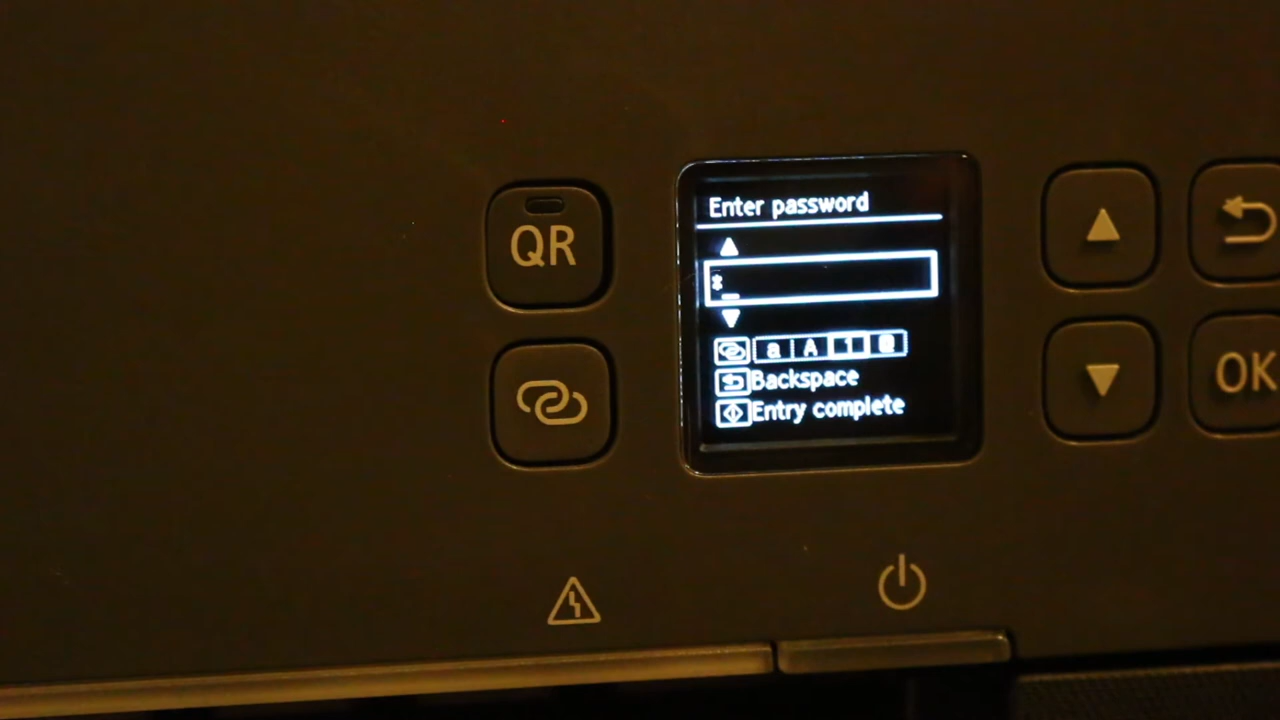 Enter password
QR
*_
a A 1 @
Backspace
Entry complete
OK